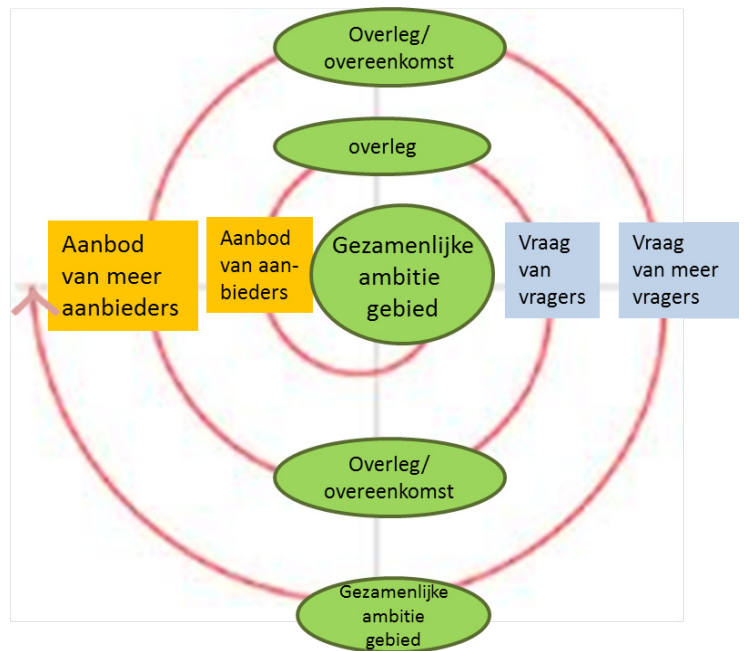 Overleg/
overeenkomst
overleg
Aanbod
van meer
aanbieders
Aanbod
van aan-
bieders
Gezamenlijke
ambitie
gebied
Vraag
van
vragers
Vraag
van meer
vragers
Overleg/
overeenkomst
Gezamenlijke
ambitie
gebied